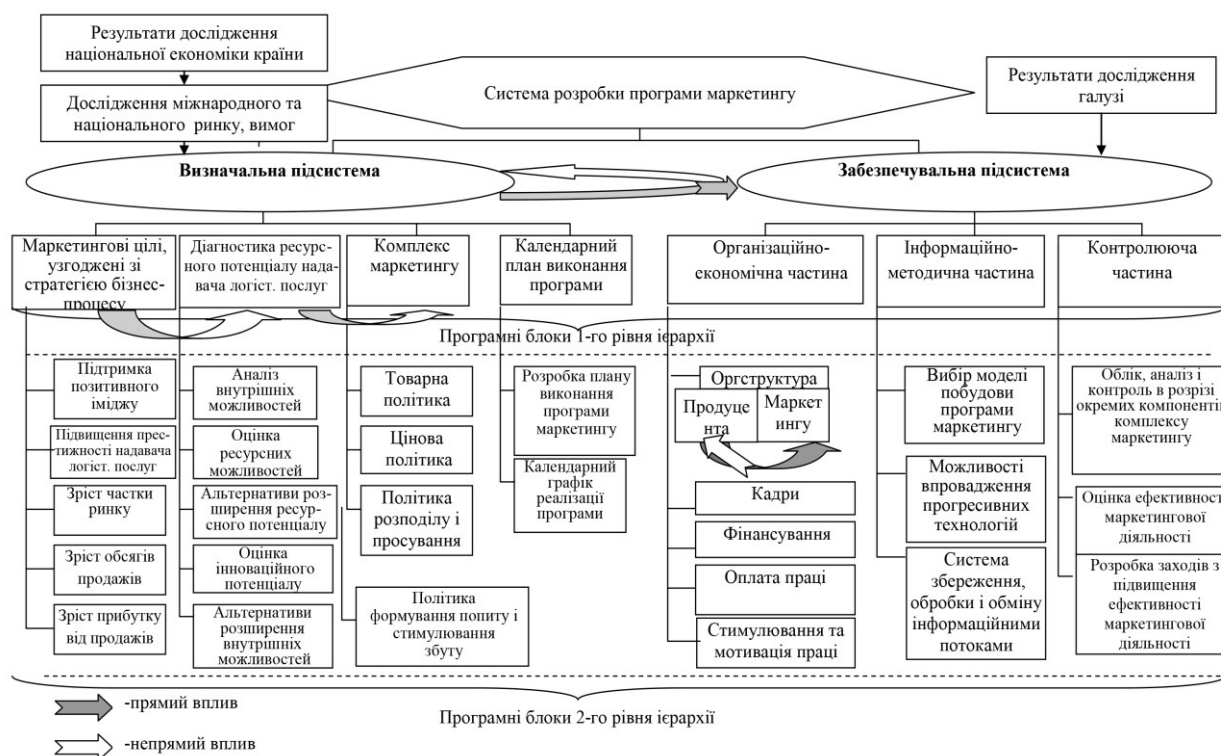 Результати дослідження
національної економіки країни
Дослідження міжнародного та
національного ринку, вимог
Система розробки програми маркетингу
Результати дослідження
галузі
Визначальна підсистема
Забезпечувальна підсистема
Маркетингові цілі,
узгоджені зі
стратегією бізнес-
процесу
Діагностика ресурс-
ного потенціалу нада-
вача логіст. послуг
Комплекс
маркетингу
Календарний
план виконання
програми
Організаційно-
економічна частина
Інформаційно-
методична частина
Контролююча
частина
Програмні блоки 1-го рівня ієрархії
Підтримка
позитивного
іміджу
Підвищення прес-
тижності надавача
логіст. послуг
Зріст частки
ринку
Зріст обсягів
продажів
Зріст прибутку
від продажів
Аналіз
внутрішніх
можливостей
Оцінка
ресурсних
можливостей
Альтернативи роз-
ширення ресур-
сного потенціалу
Оцінка
інноваційного
потенціалу
Альтернативи
розширення
внутрішніх
можливостей
Товарна
політика
Цінова
політика
Політика
розподілу і
просування
Політика
формування попиту і
стимулювання
збуту
Розробка плану
виконання
програми
маркетингу
Календарний
графік
реалізації
програми
Оргструктура
Продуце
нта
Маркет
ингу
Кадри
Фінансування
Оплата праці
Стимулювання та
мотивація праці
Вибір моделі
побудови
програми
маркетингу
Можливості
впровадження
прогресивних
технологій
Система
збереження,
обробки і обміну
інформаційними
потоками
Облік, аналіз і
контроль в розрізі
окремих компонентів
комплексу
маркетингу
Оцінка ефективності
маркетингової
діяльності
Розробка заходів з
підвищення
ефективності
маркетингової
діяльності
-прямий вплив
Програмні блоки 2-го рівня ієрархії
-непрямий вплив